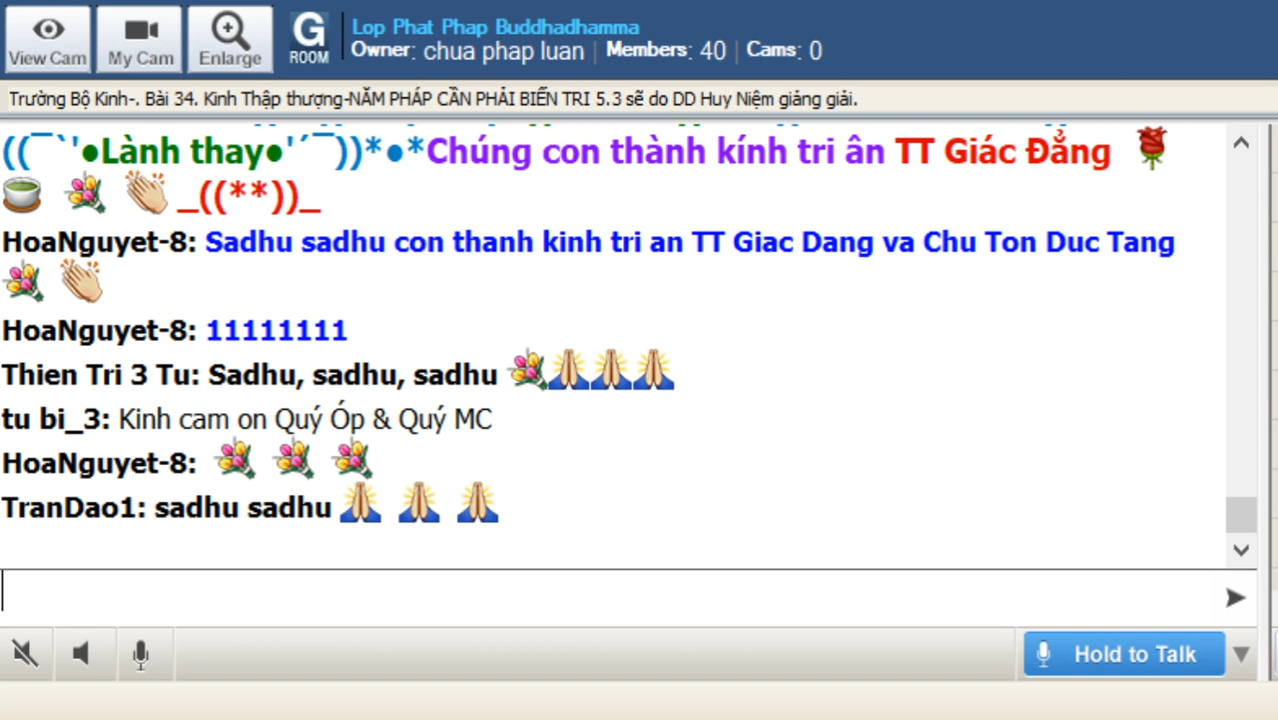 View Cam
My Cam
Enlarge
G ROOM
Lop Phat Phap Buddhadhamma
Owner: chua phap luan | Members: 40 | Cams: 0
Trường Bộ Kinh-. Bài 34. Kinh Thập thượng-NĂM PHÁP CẦN PHẢI BIẾN TRI 5.3 sẽ do DD Huy Niệm giảng giải.
((¯`'●Lành thay●'´¯))*●*Chúng con thành kính tri ân TT Giác Đẳng
_((**))_
HoaNguyet-8: Sadhu sadhu con thanh kinh tri an TT Giac Dang va Chu Ton Duc Tang
HoaNguyet-8: 11111111
Thien Tri 3 Tu: Sadhu, sadhu, sadhu
tu bi_3: Kinh cam on Quý Óp & Quý MC
HoaNguyet-8:
TranDao1: sadhu sadhu
Hold to Talk